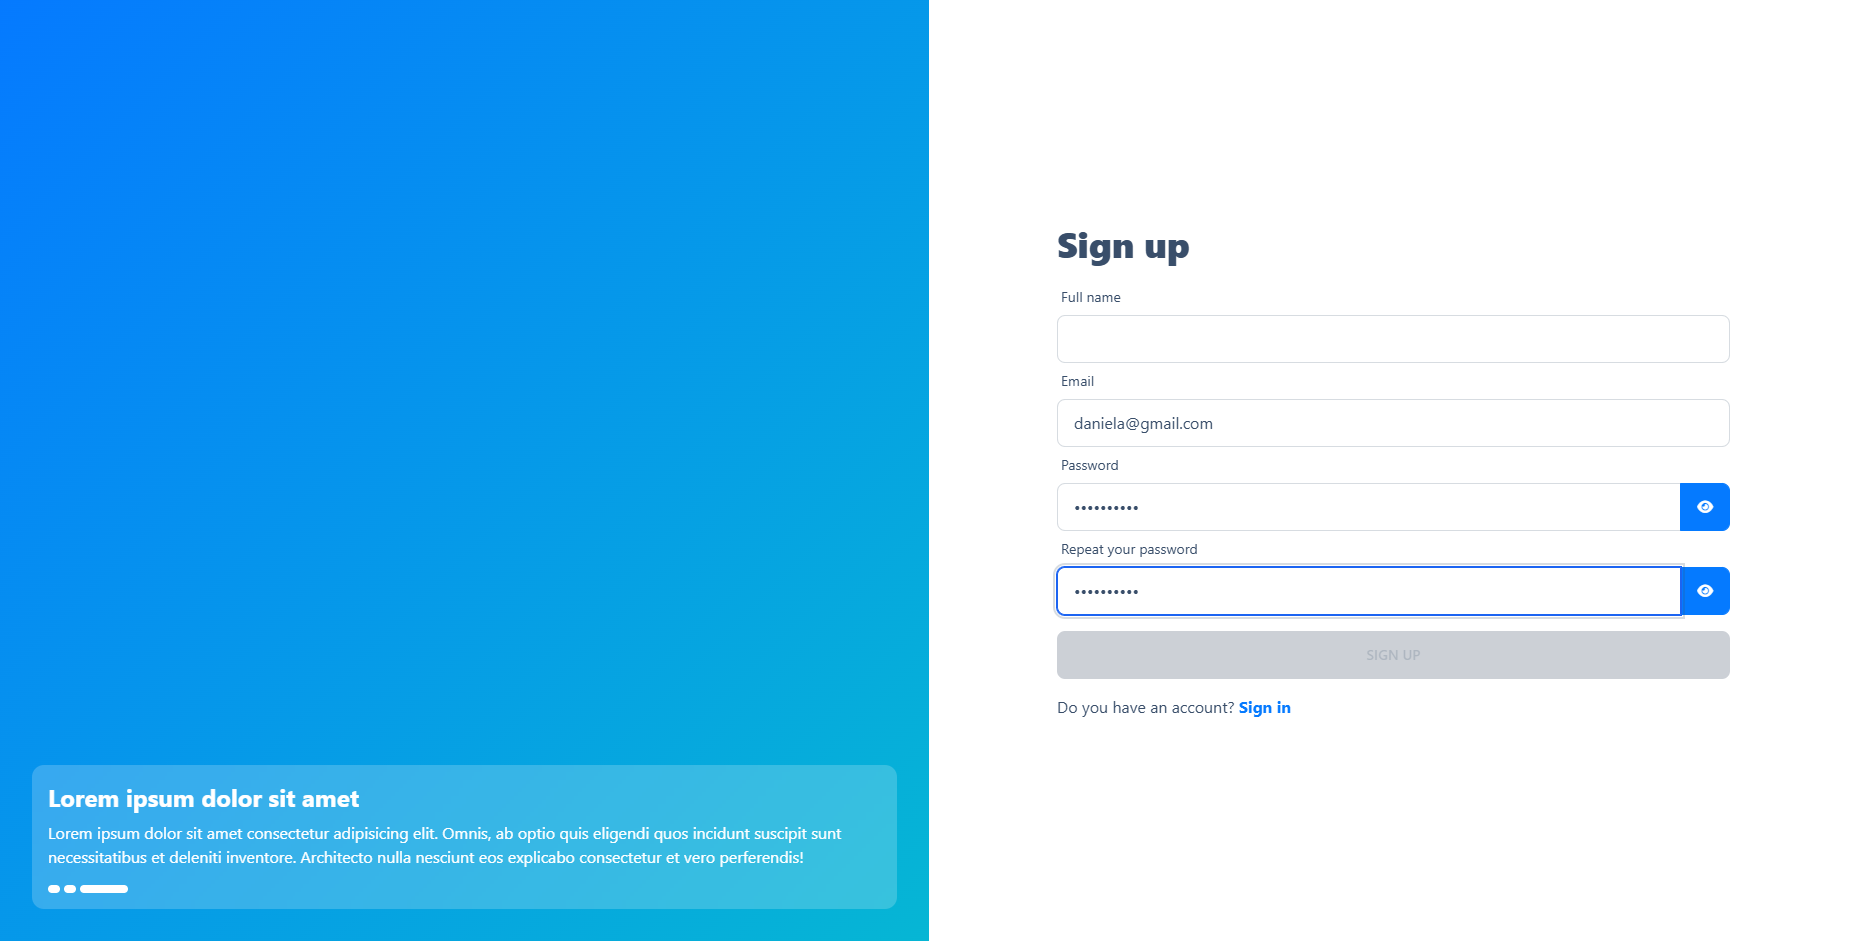 Sign up
Full name
Email
daniela@gmail.com
Password
••••••••••
Repeat your password
••••••••••
SIGN UP
Do you have an account? Sign in
Lorem ipsum dolor sit amet
Lorem ipsum dolor sit amet consectetur adipisicing elit. Omnis, ab optio quis eligendi quos incidunt suscipit sunt
necessitatibus et deleniti inventore. Architecto nulla nesciunt eos explicabo consectetur et vero perferendis!